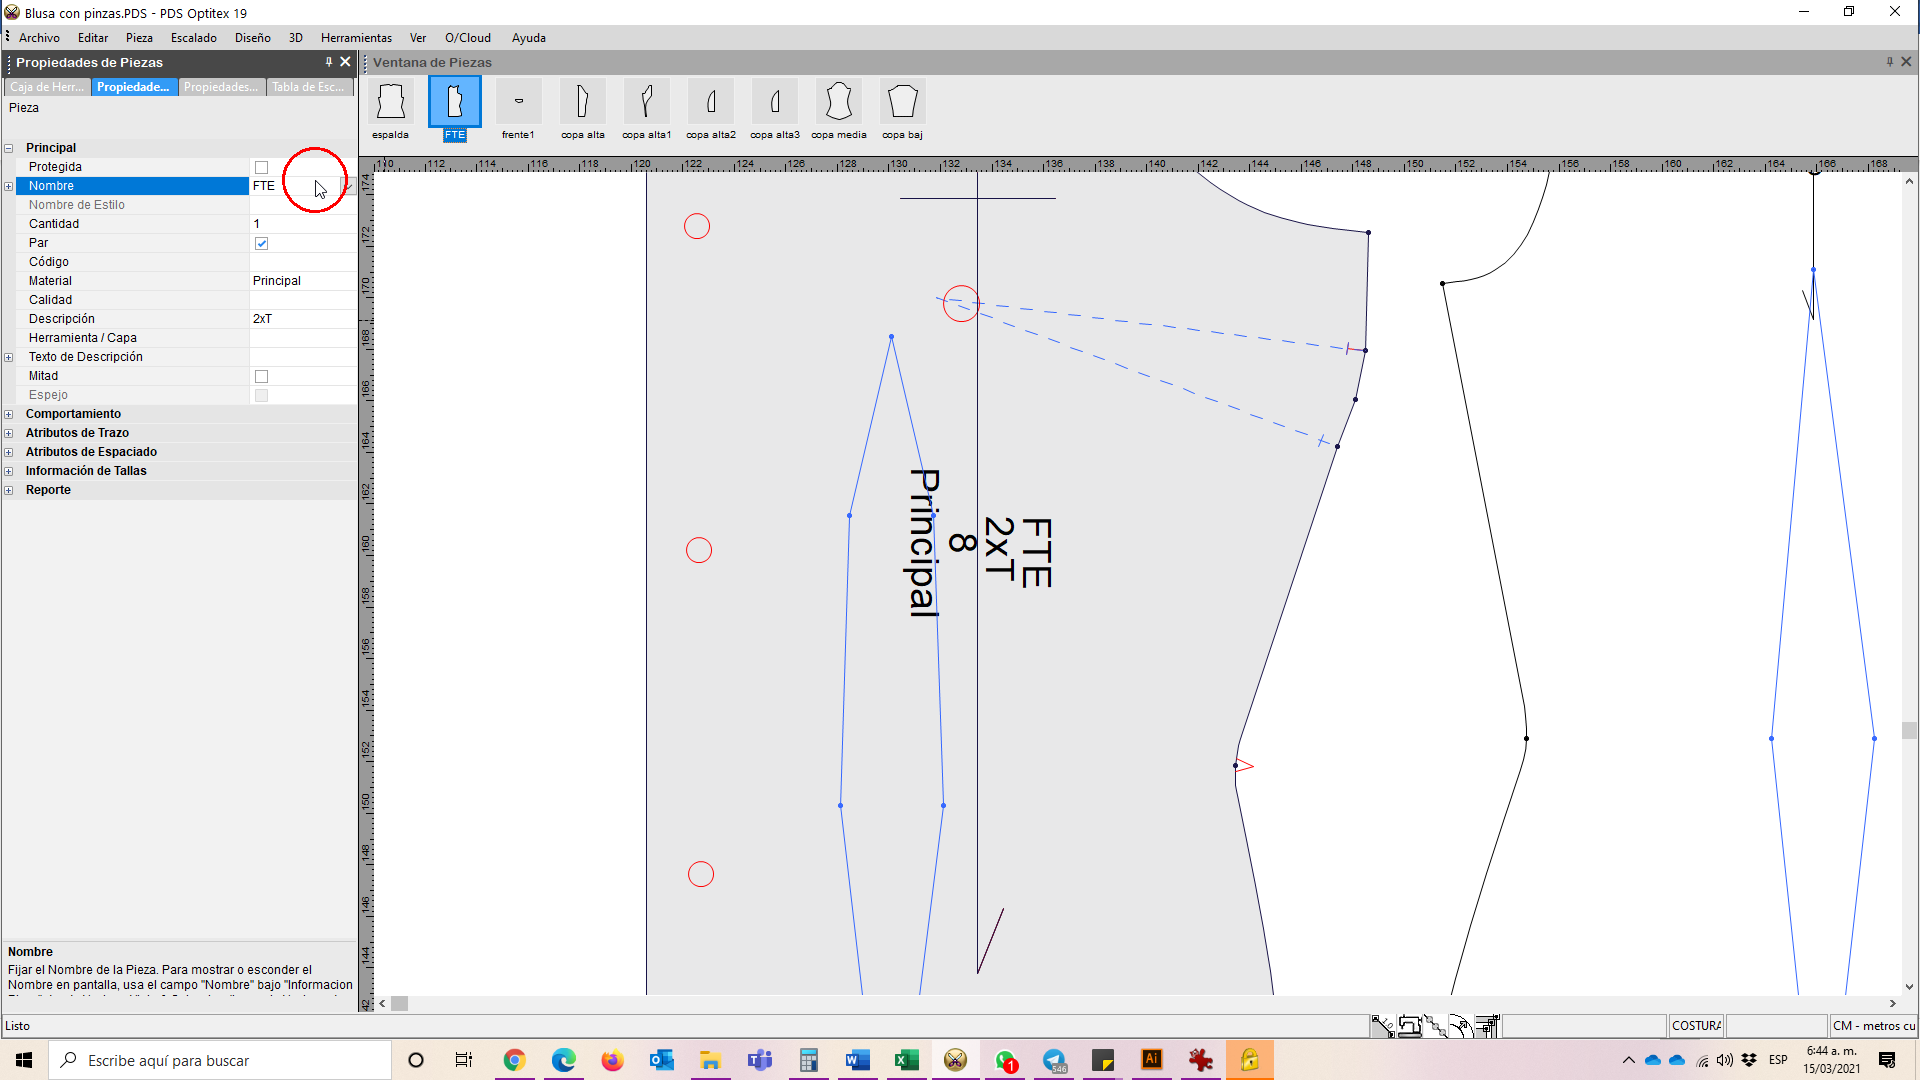 Blusa con pinzas.PDS - PDS Optitex 19
Archivo Editar Pieza Escalado Diseño 3D Herramientas Ver O/Cloud Ayuda
Propiedades de Piezas
Caja de Herr... Propiedade... Propiedades... Tabla de Esc...
Pieza
Principal
Protegida
Nombre FTE
Nombre de Estilo
Cantidad 1
Par
Código
Material Principal
Calidad
Descripción 2xT
Herramienta / Capa
Texto de Descripción
Mitad
Espejo
Comportamiento
Atributos de Trazo
Atributos de Espaciado
Información de Tallas
Reporte
Nombre
Fijar el Nombre de la Pieza. Para mostrar o esconder el
Nombre en pantalla, usa el campo "Nombre" bajo "Informacion
Ventana de Piezas
espalda FTE frente1 copa alta copa alta1 copa alta2 copa alta3 copa media copa baj
110 112 114 116 118 120 122 124 126 128 130 132 134 136 138 140 142 144 146 148 150 152 154 156 158 160 162 164 166 168
174
172
170
168
166
164
162
160
158
156
154
152
150
148
146
144
42
FTE
2xT
8
Principal
Listo
COSTURA
CM - metros cu
Escribe aquí para buscar
1
546
Ai
ESP
6:44 a. m.
15/03/2021